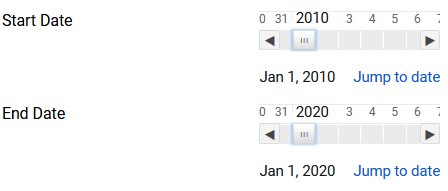 Start Date
0 31 2010 3 4 5 6 7
Jan 1, 2010 Jump to date
End Date
0 31 2020 3 4 5 6 7
Jan 1, 2020 Jump to date